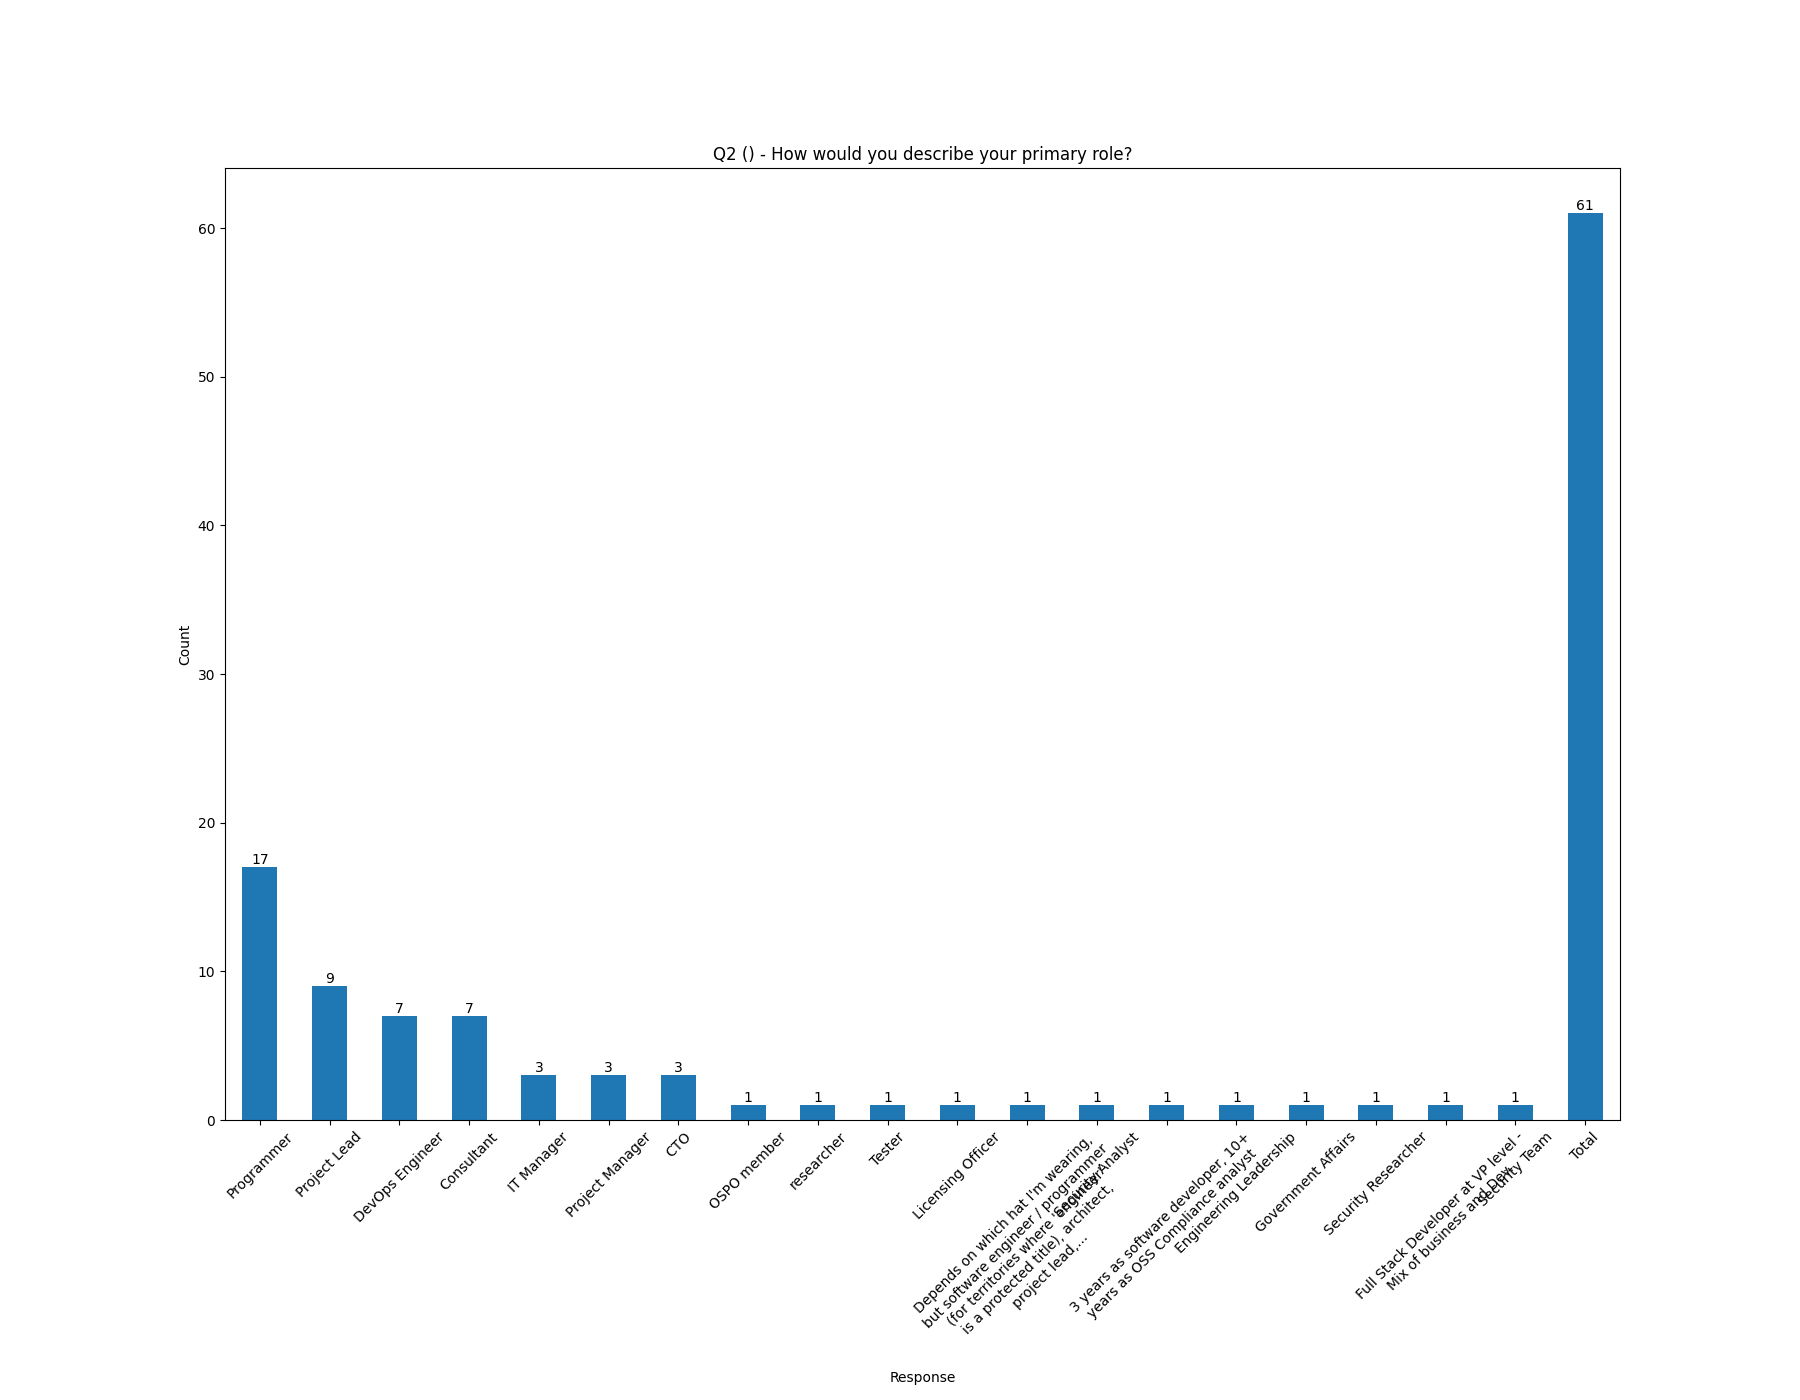 Q2 () - How would you describe your primary role?
Count
60
50
40
30
20
10
0
17
9
7
7
3
3
3
1
1
1
1
1
1
1
1
1
1
1
1
61
Programmer
Project Lead
DevOps Engineer
Consultant
IT Manager
Project Manager
CTO
OSPO member
researcher
Tester
Licensing Officer
Depends on which hat I'm wearing,
but software engineer / programmer
(for territories where 'engineer'
is a protected title), architect,
project lead,...
Security Analyst
3 years as software developer, 10+
years as OSS Compliance analyst
Engineering Leadership
Government Affairs
Security Researcher
Full Stack Developer at VP level -
Mix of business and Dev
Security Team
Total
Response